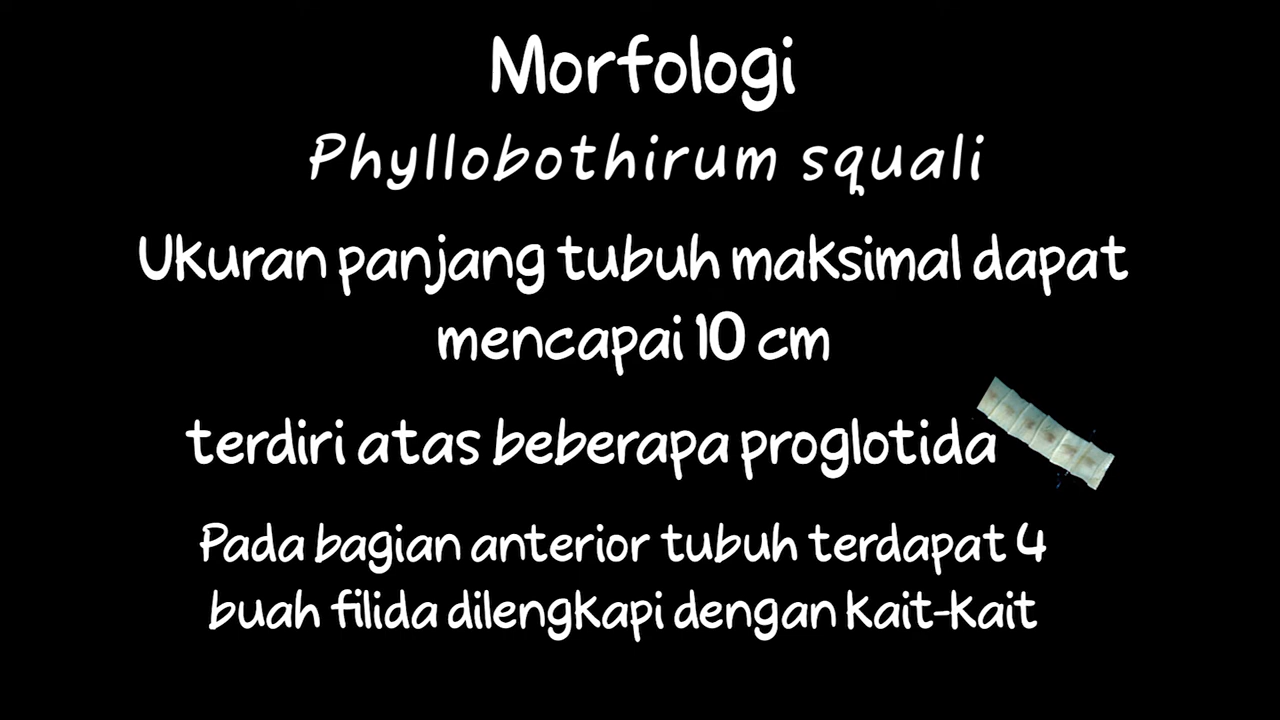 Morfologi
Phyllobothirum squali
Ukuran panjang tubuh maksimal dapat
mencapai 10 cm
terdiri atas beberapa proglotida
Pada bagian anterior tubuh terdapat 4
buah filida dilengkapi dengan kait-kait